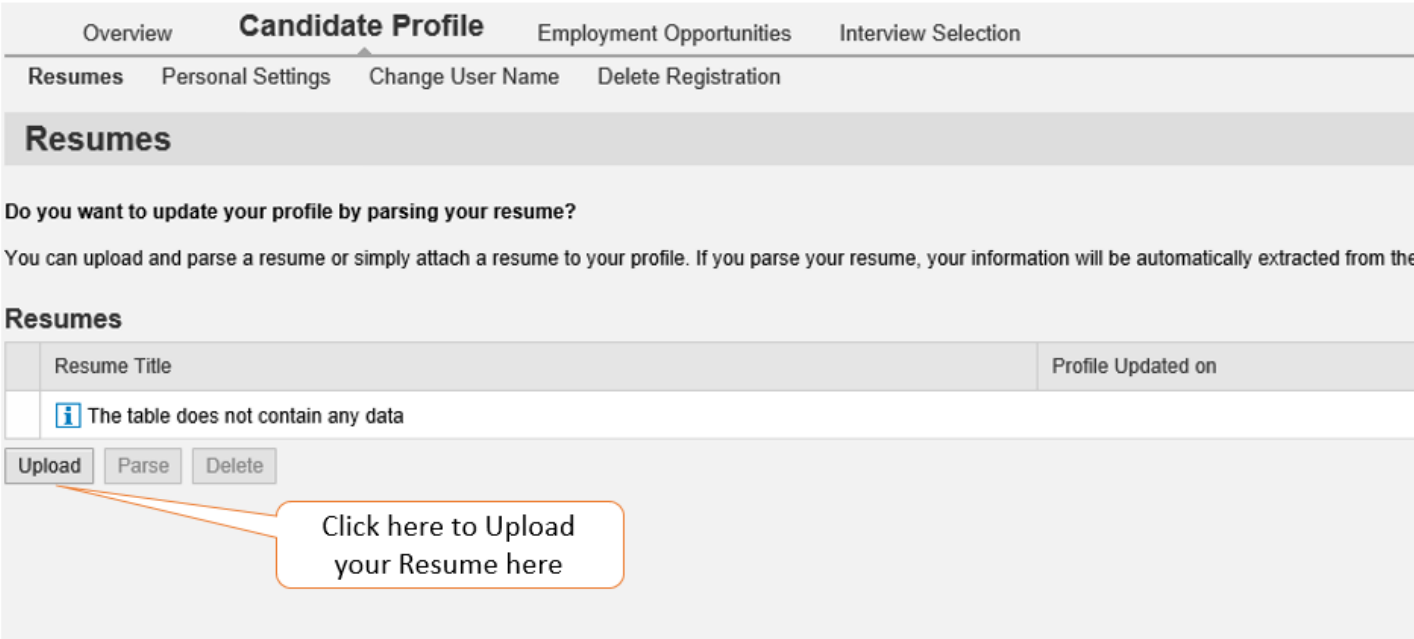 Overview Candidate Profile Employment Opportunities Interview Selection
Resumes Personal Settings Change User Name Delete Registration
Resumes
Do you want to update your profile by parsing your resume?
You can upload and parse a resume or simply attach a resume to your profile. If you parse your resume, your information will be automatically extracted from the
Resumes
Resume Title Profile Updated on
The table does not contain any data
Upload Parse Delete
Click here to Upload
your Resume here